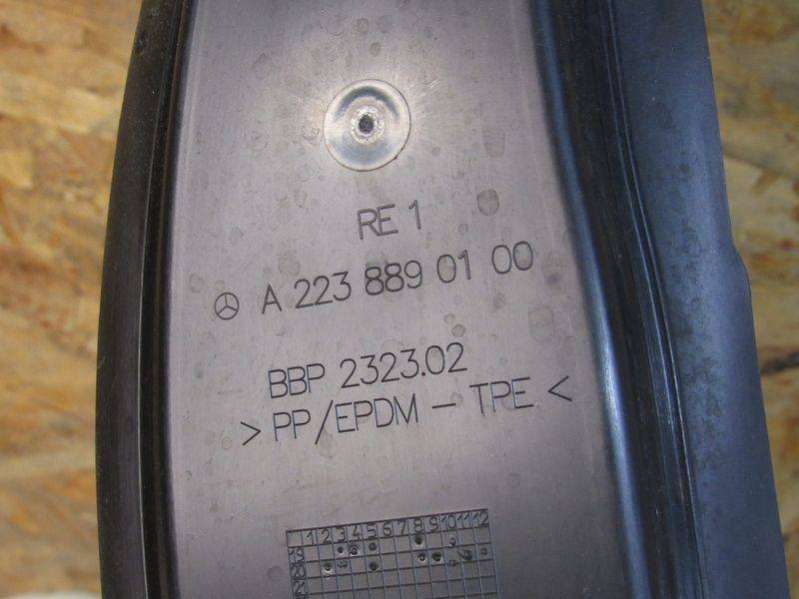 RE 1
A 223 889 01 00
BBP 2323.02
> PP/EPDM - TPE <
1 2 3 4 5 6 7 8 9 10 11 12